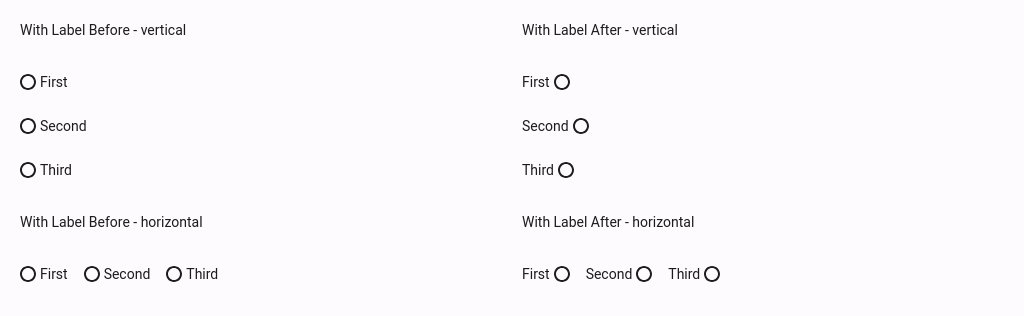 With Label Before - vertical
First
Second
Third
With Label Before - horizontal
First Second Third
With Label After - vertical
First
Second
Third
With Label After - horizontal
First Second Third